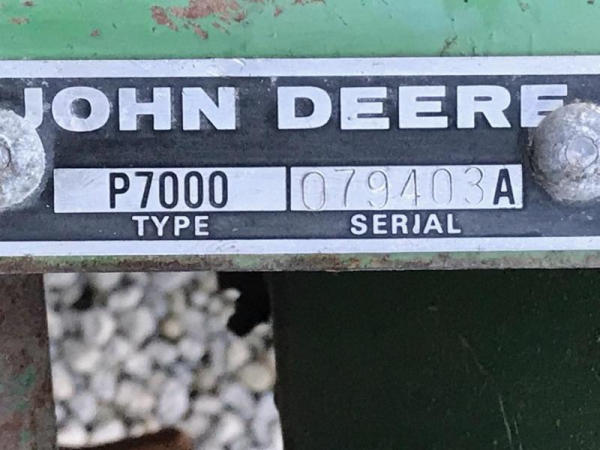 JOHN DEERE
P7000 079403A
TYPE SERIAL